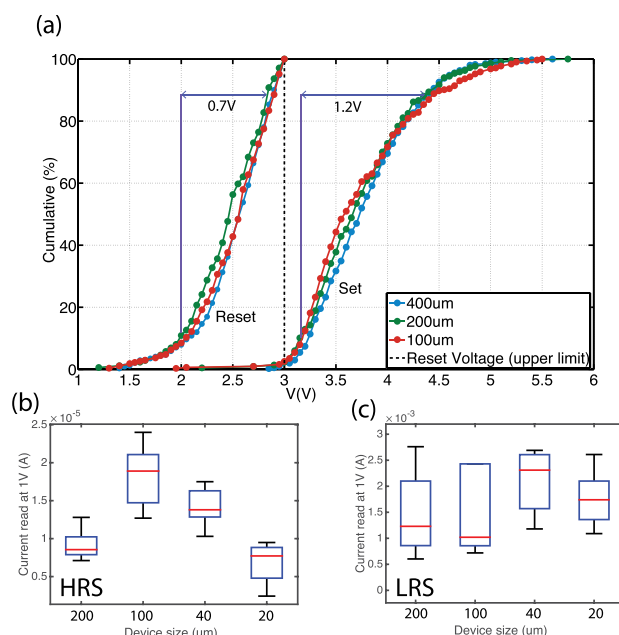 (a)
100
80
60
40
20
0
Cumulative (%)
0.7V
1.2V
Reset
Set
400um
200um
100um
Reset Voltage (upper limit)
1 1.5 2 2.5 3 3.5 4 4.5 5 5.5 6
V(V)
(b)
×10⁻⁵
2.5
2
1.5
1
0.5
Current read at 1V (A)
HRS
200 100 40 20
Device size (um)
(c)
×10⁻³
3
2.5
2
1.5
1
0.5
0
Current read at 1V (A)
LRS
200 100 40 20
Device size (um)